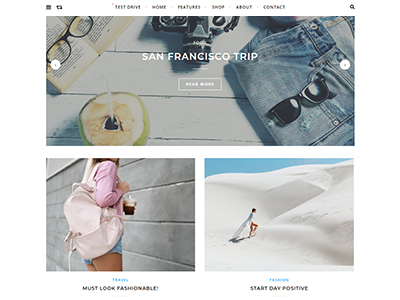 TEST DRIVE HOME FEATURES SHOP ABOUT CONTACT
SAN FRANCISCO TRIP
READ MORE
TRAVEL
FASHION
MUST LOOK FASHIONABLE!
START DAY POSITIVE